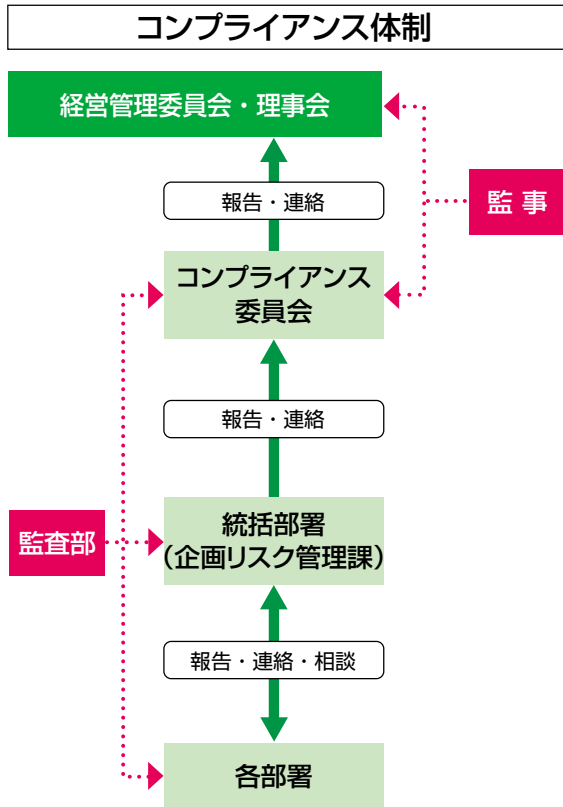 コンプライアンス体制
経営管理委員会・理事会
報告・連絡
監 事
コンプライアンス
委員会
報告・連絡
監査部
統括部署
(企画リスク管理課)
報告・連絡・相談
各部署